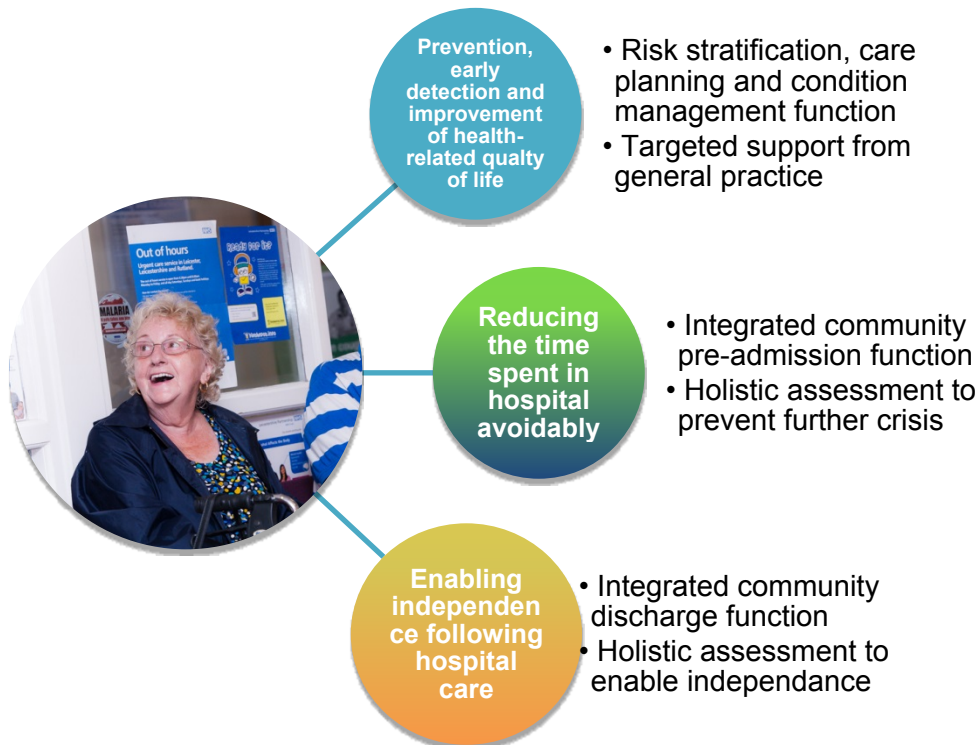 Prevention,
early
detection and
improvement
of health-
related qualty
of life
• Risk stratification, care
planning and condition
management function
• Targeted support from
general practice
Out of hours
Urgent care service in Leicester,
Leicestershire and Rutland.
MALARIA
Reducing
the time
spent in
hospital
avoidably
• Integrated community
pre-admission function
• Holistic assessment to
prevent further crisis
Enabling
independen
ce following
hospital
care
• Integrated community
discharge function
• Holistic assessment to
enable independance